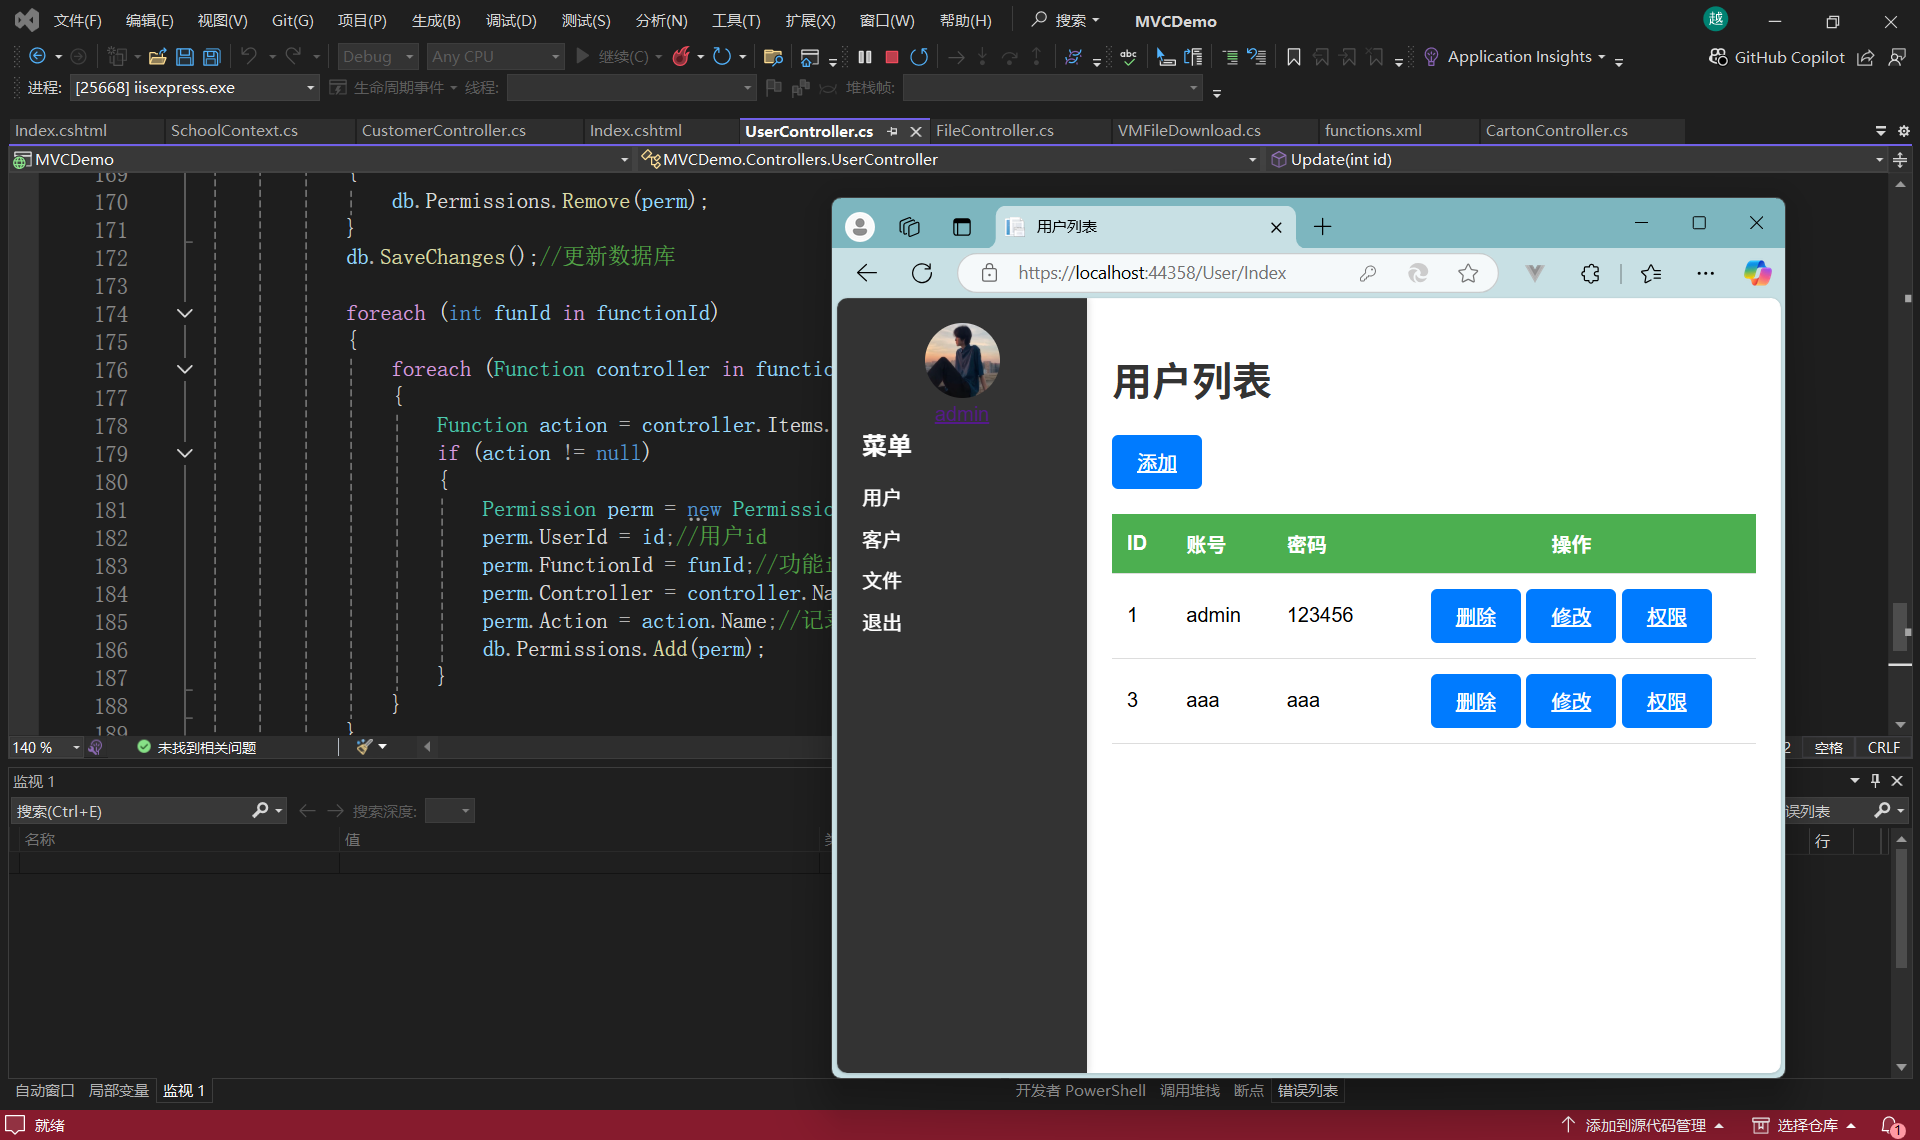 文件(F) 编辑(E) 视图(V) Git(G) 项目(P) 生成(B) 调试(D) 测试(S) 分析(N) 工具(T) 扩展(X) 窗口(W) 帮助(H) 搜索 MVCDemo 越
Debug Any CPU 继续(C) abc Application Insights GitHub Copilot
进程: [25668] iisexpress.exe 生命周期事件 线程: 堆栈帧:
Index.cshtml SchoolContext.cs CustomerController.cs Index.cshtml UserController.cs FileController.cs VMFileDownload.cs functions.xml CartonController.cs
MVCDemo MVCDemo.Controllers.UserController Update(int id)
169 {
170 db.Permissions.Remove(perm);
171 }
172 db.SaveChanges();//更新数据库
173
174 foreach (int funId in functionId)
175 {
176 foreach (Function controller in functio
177 {
178 Function action = controller.Items.
179 if (action != null)
180 {
181 Permission perm = new Permissio
182 perm.UserId = id;//用户id
183 perm.FunctionId = funId;//功能i
184 perm.Controller = controller.Na
185 perm.Action = action.Name;//记录
186 db.Permissions.Add(perm);
187 }
188 }
189 }
140 % 未找到相关问题 2 空格 CRLF
监视 1
搜索(Ctrl+E) 搜索深度: 误列表
名称 值 行
自动窗口 局部变量 监视 1 开发者 PowerShell 调用堆栈 断点 错误列表
就绪 添加到源代码管理 选择仓库 1
用户列表
https://localhost:44358/User/Index
admin
菜单
用户
客户
文件
退出
用户列表
添加
ID 账号 密码 操作
1 admin 123456 删除 修改 权限
3 aaa aaa 删除 修改 权限